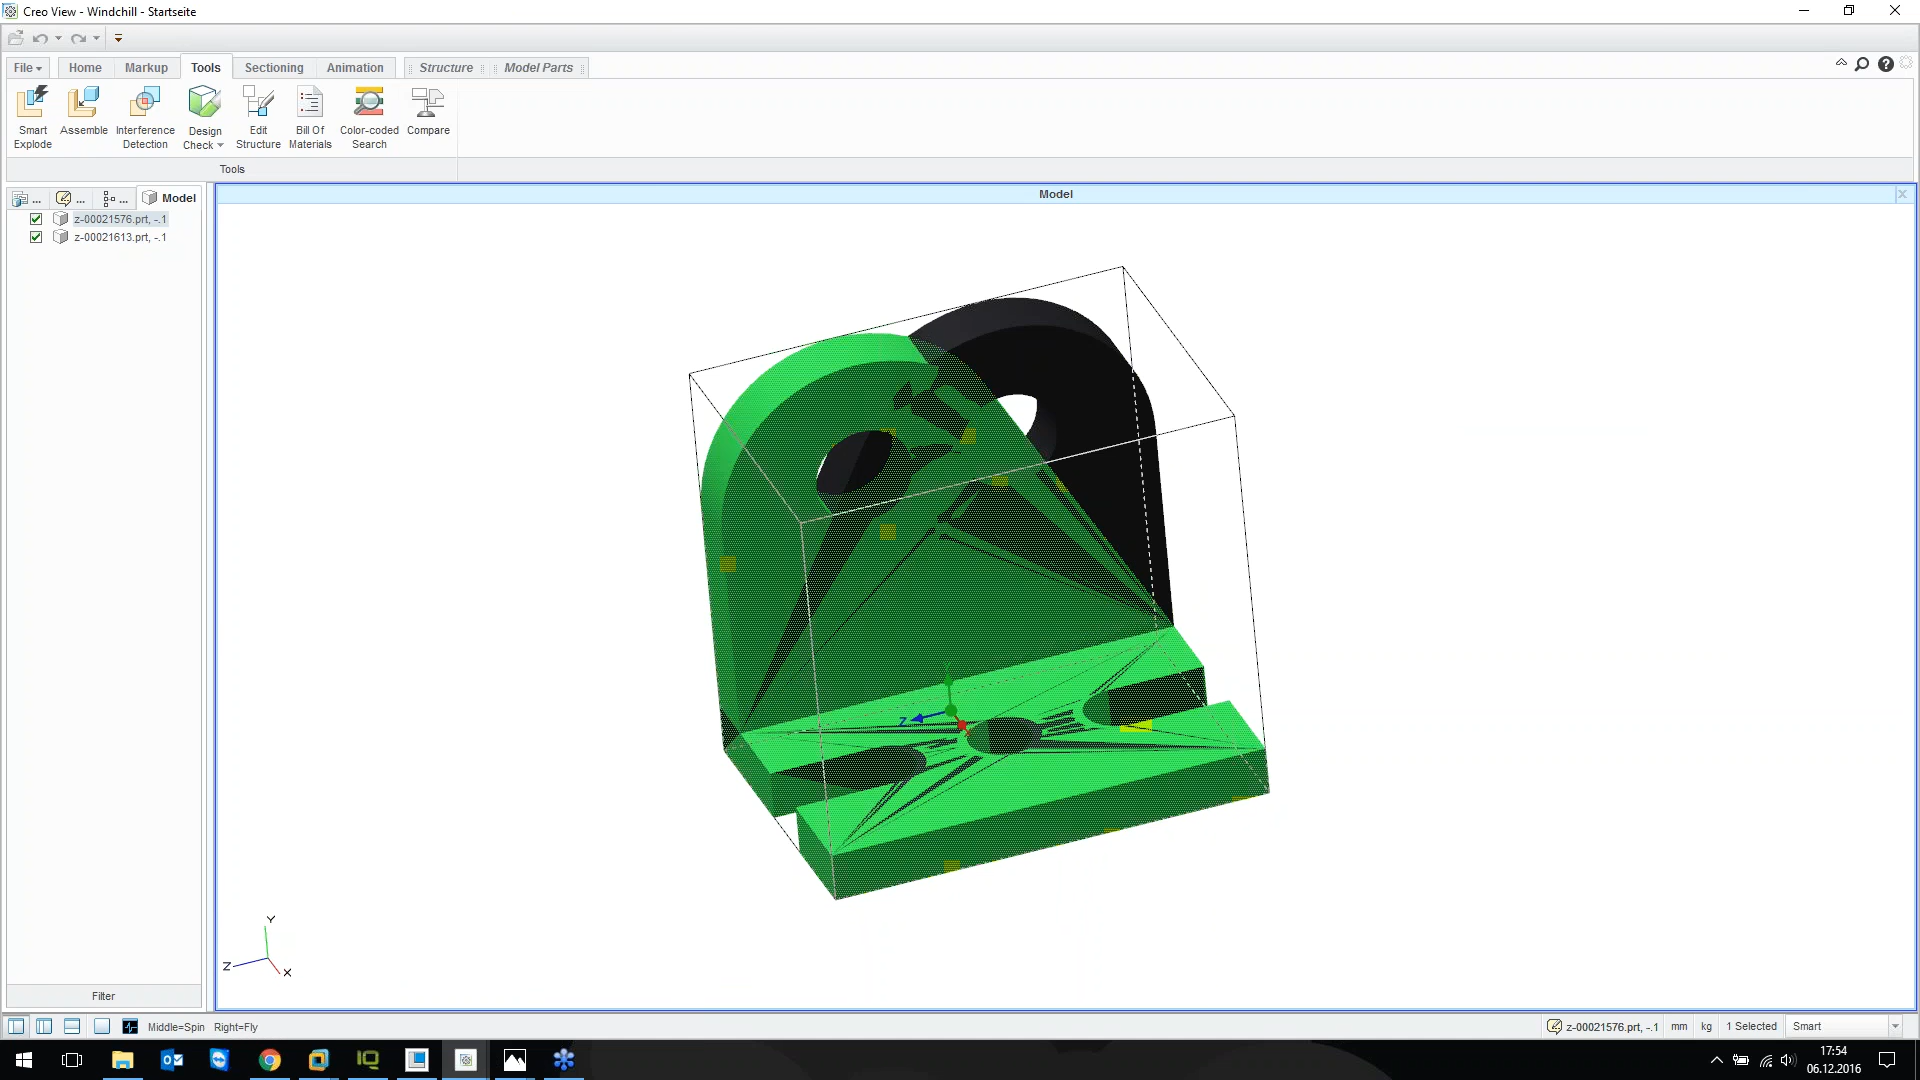 Creo View - Windchill - Startseite
File
Home
Markup
Tools
Sectioning
Animation
Structure
Model Parts
Smart Explode
Assemble
Interference Detection
Design Check
Edit Structure
Bill Of Materials
Color-coded Search
Compare
Tools
...
...
...
Model
Model
z-00021576.prt, -.1
z-00021613.prt, -.1
Z
Y
Z
X
Filter
Middle=Spin Right=Fly
z-00021576.prt, -.1
mm
kg
1 Selected
Smart
IQ
17:54
06.12.2016